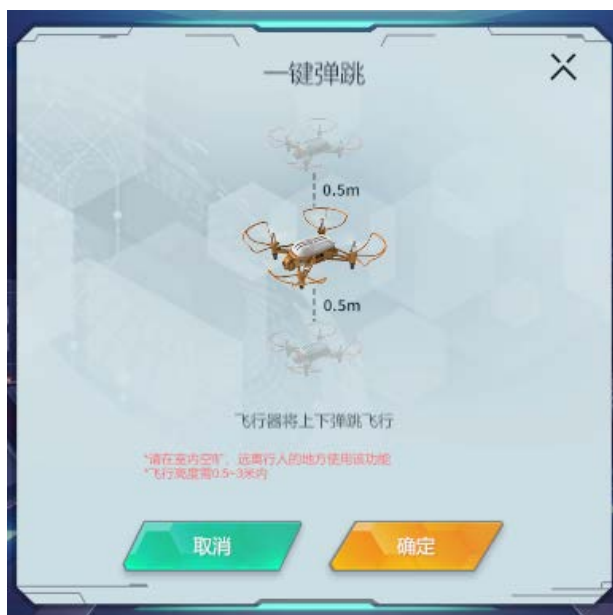 一键弹跳
0.5m
0.5m
飞行器将上下弹跳飞行
*请在室内空旷，远离行人的地方使用该功能
*飞行高度需0.5~3米内
取消
确定